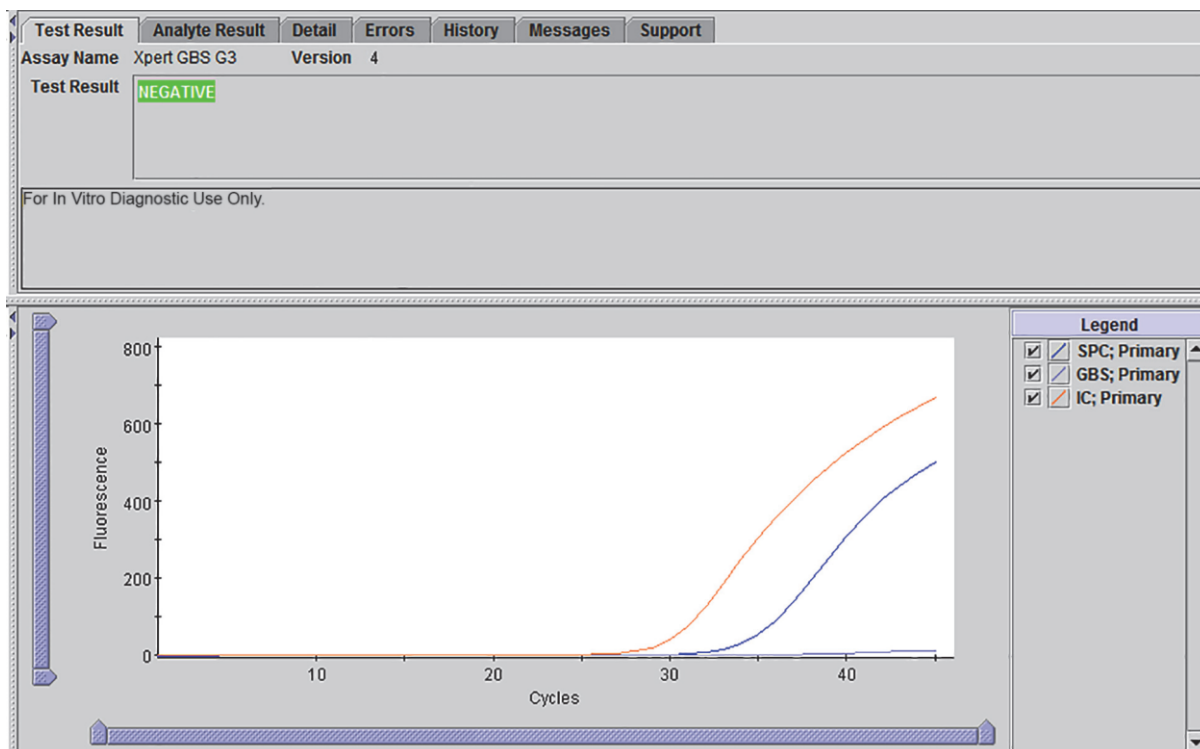 Test Result Analyte Result Detail Errors History Messages Support
Assay Name Xpert GBS G3 Version 4
Test Result NEGATIVE
For In Vitro Diagnostic Use Only.
Legend
SPC; Primary
GBS; Primary
IC; Primary
800
600
400
200
0
Fluorescence
10 20 30 40
Cycles